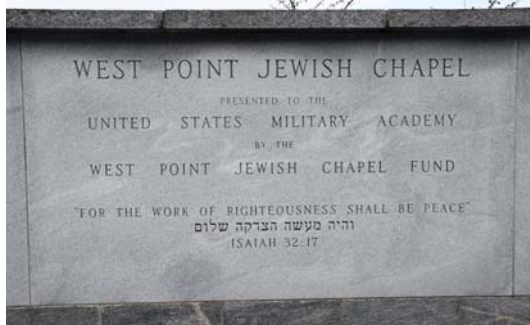 WEST POINT JEWISH CHAPEL
PRESENTED TO THE
UNITED STATES MILITARY ACADEMY
BY THE
WEST POINT JEWISH CHAPEL FUND
"FOR THE WORK OF RIGHTEOUSNESS SHALL BE PEACE"
והיה מעשה הצדקה שלום
ISAIAH 32:17